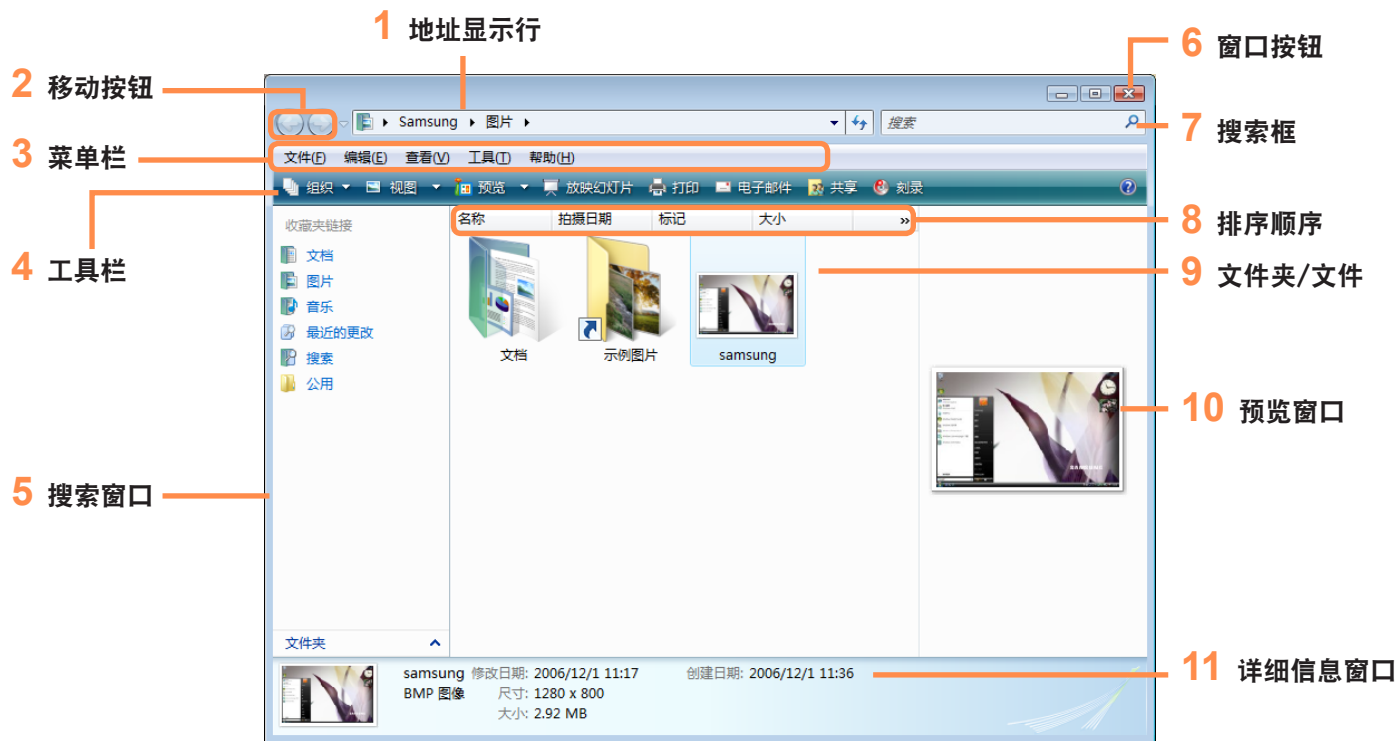 1 地址显示行
6 窗口按钮
2 移动按钮
Samsung 图片
搜索
7 搜索框
3 菜单栏
文件(F) 编辑(E) 查看(V) 工具(T) 帮助(H)
组织 视图 预览 放映幻灯片 打印 电子邮件 共享 刻录
4 工具栏
收藏夹链接
名称 拍摄日期 标记 大小 »
8 排序顺序
文档
图片
音乐
最近的更改
搜索
公用
9 文件夹/文件
文档 示例图片 samsung
10 预览窗口
5 搜索窗口
文件夹
samsung 修改日期: 2006/12/1 11:17 创建日期: 2006/12/1 11:36
BMP 图像 尺寸: 1280 x 800
大小: 2.92 MB
11 详细信息窗口